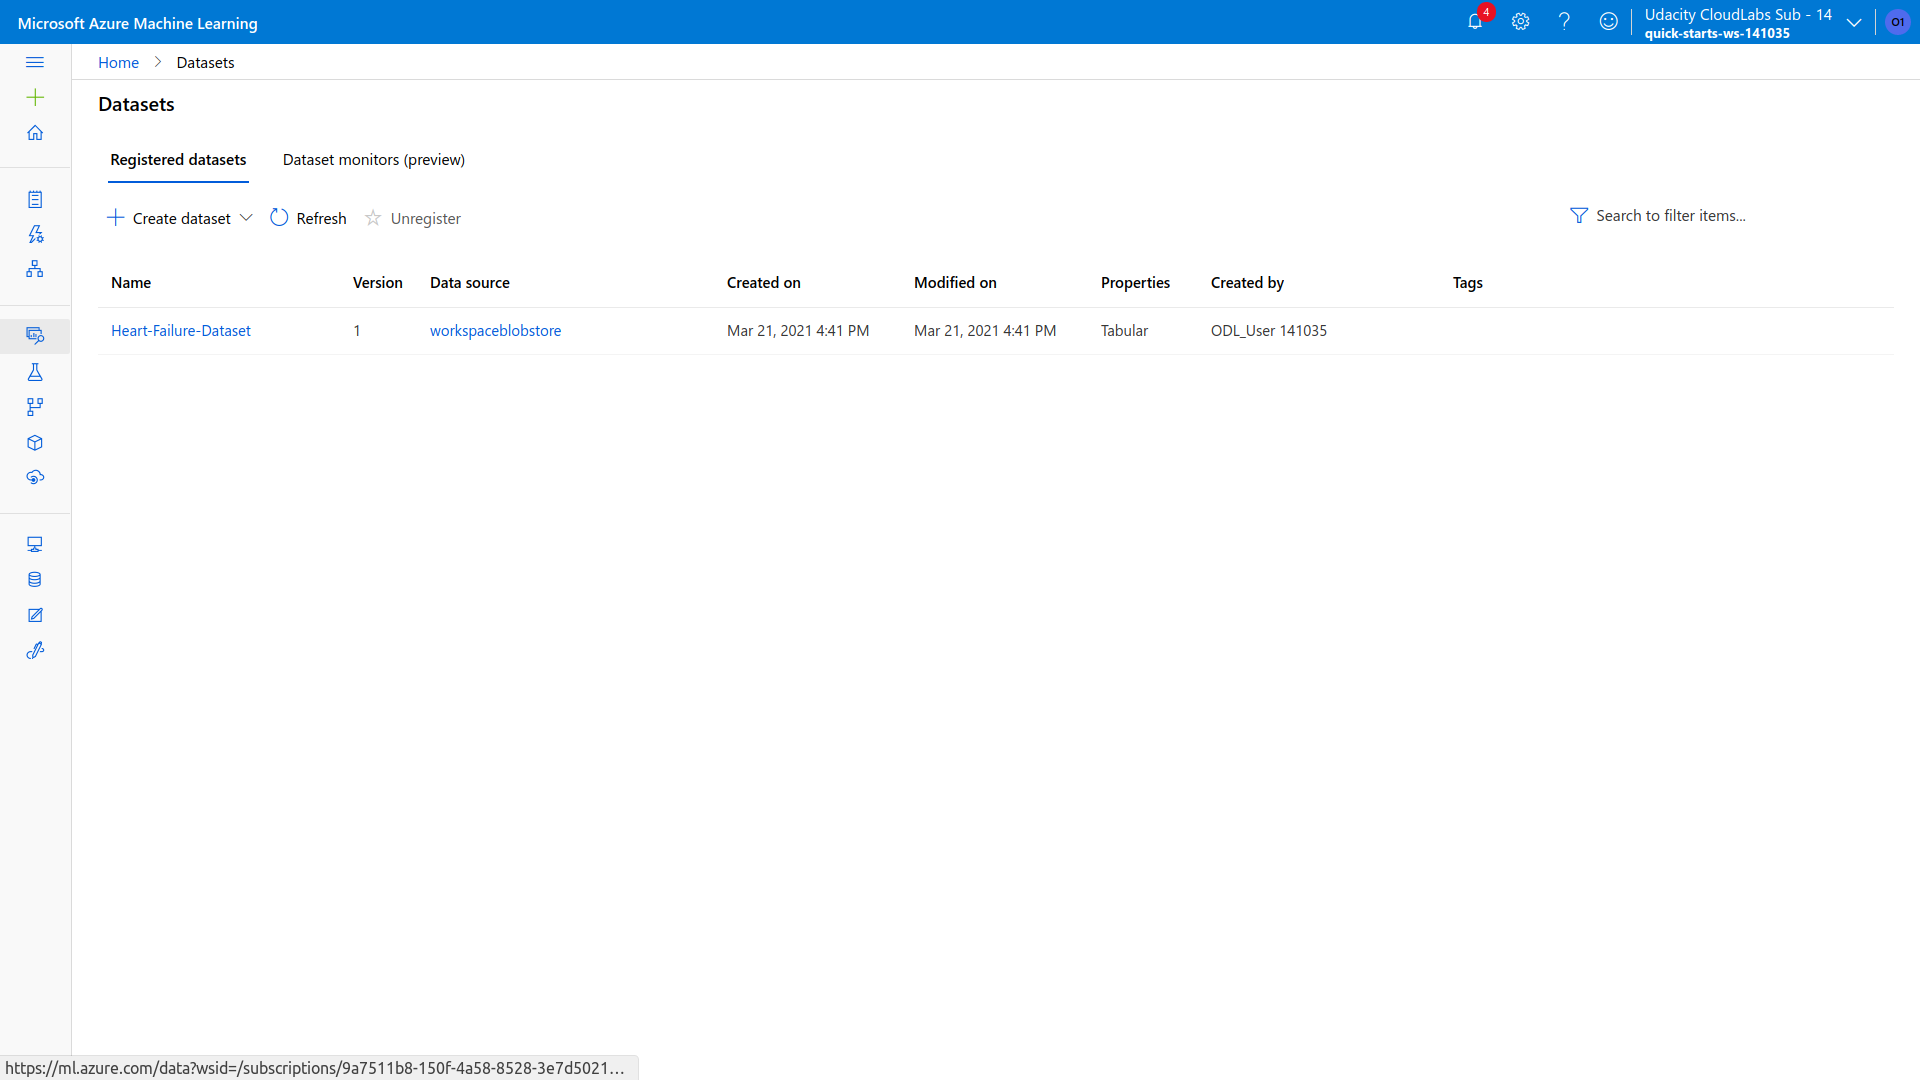 Microsoft Azure Machine Learning
4
Udacity CloudLabs Sub - 14
quick-starts-ws-141035
O1
Home > Datasets
Datasets
Registered datasets Dataset monitors (preview)
Create dataset Refresh Unregister Search to filter items...
Name Version Data source Created on Modified on Properties Created by Tags
Heart-Failure-Dataset 1 workspaceblobstore Mar 21, 2021 4:41 PM Mar 21, 2021 4:41 PM Tabular ODL_User 141035
https://ml.azure.com/data?wsid=/subscriptions/9a7511b8-150f-4a58-8528-3e7d5021...